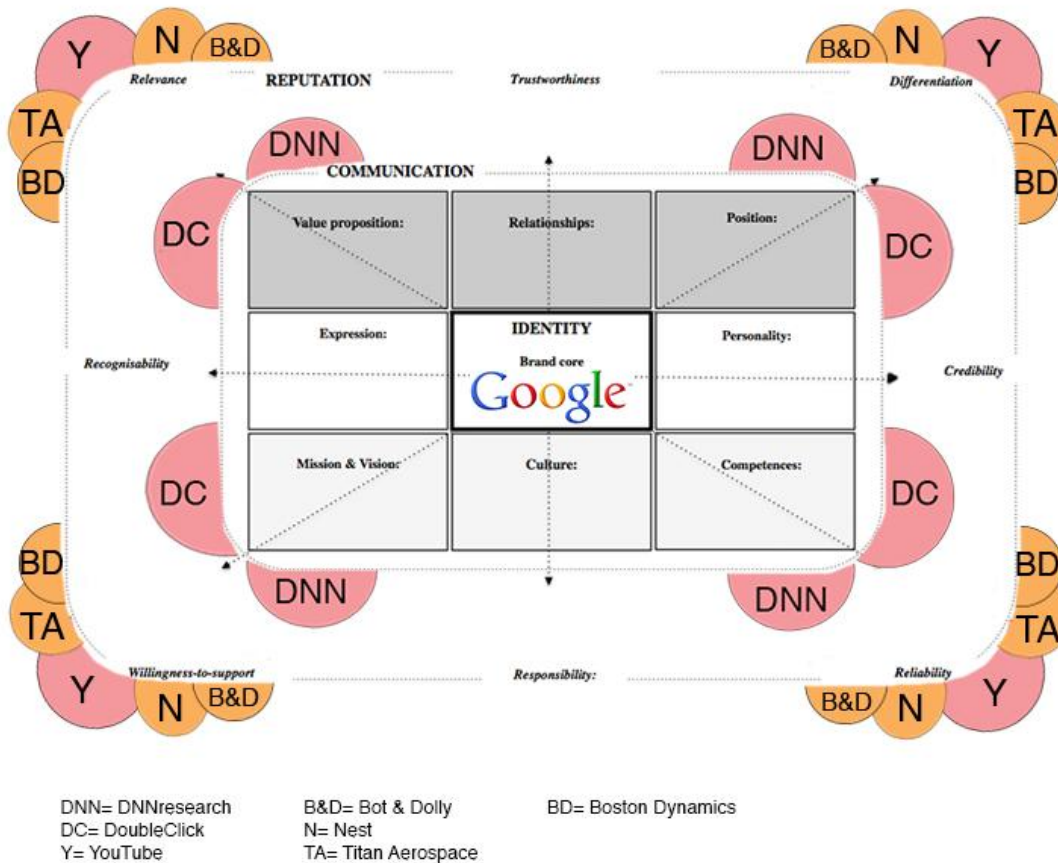 Y N B&D B&D N Y
Relevance REPUTATION Trustworthiness Differentiation
TA TA
BD BD
DNN DNN
COMMUNICATION
DC DC
Value proposition: Relationships: Position:
Expression: IDENTITY Personality:
Brand core
Recognisability Credibility
Google™
Mission & Vision: Culture: Competences:
DC DC
BD BD
DNN DNN
TA TA
Willingness-to-support Responsibility: Reliability
Y N B&D B&D N Y
DNN= DNNresearch B&D= Bot & Dolly BD= Boston Dynamics
DC= DoubleClick N= Nest
Y= YouTube TA= Titan Aerospace